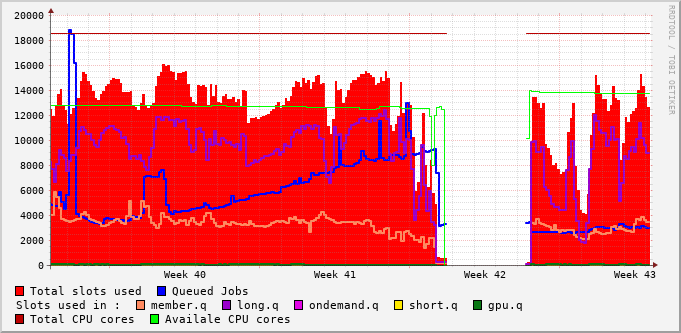 20000
18000
16000
14000
12000
10000
8000
6000
4000
2000
0
Week 40 Week 41 Week 42 Week 43
Total slots used Queued Jobs
Slots used in : member.q long.q ondemand.q short.q gpu.q
Total CPU cores Availale CPU cores
RRDTOOL / TOBI OETIKER